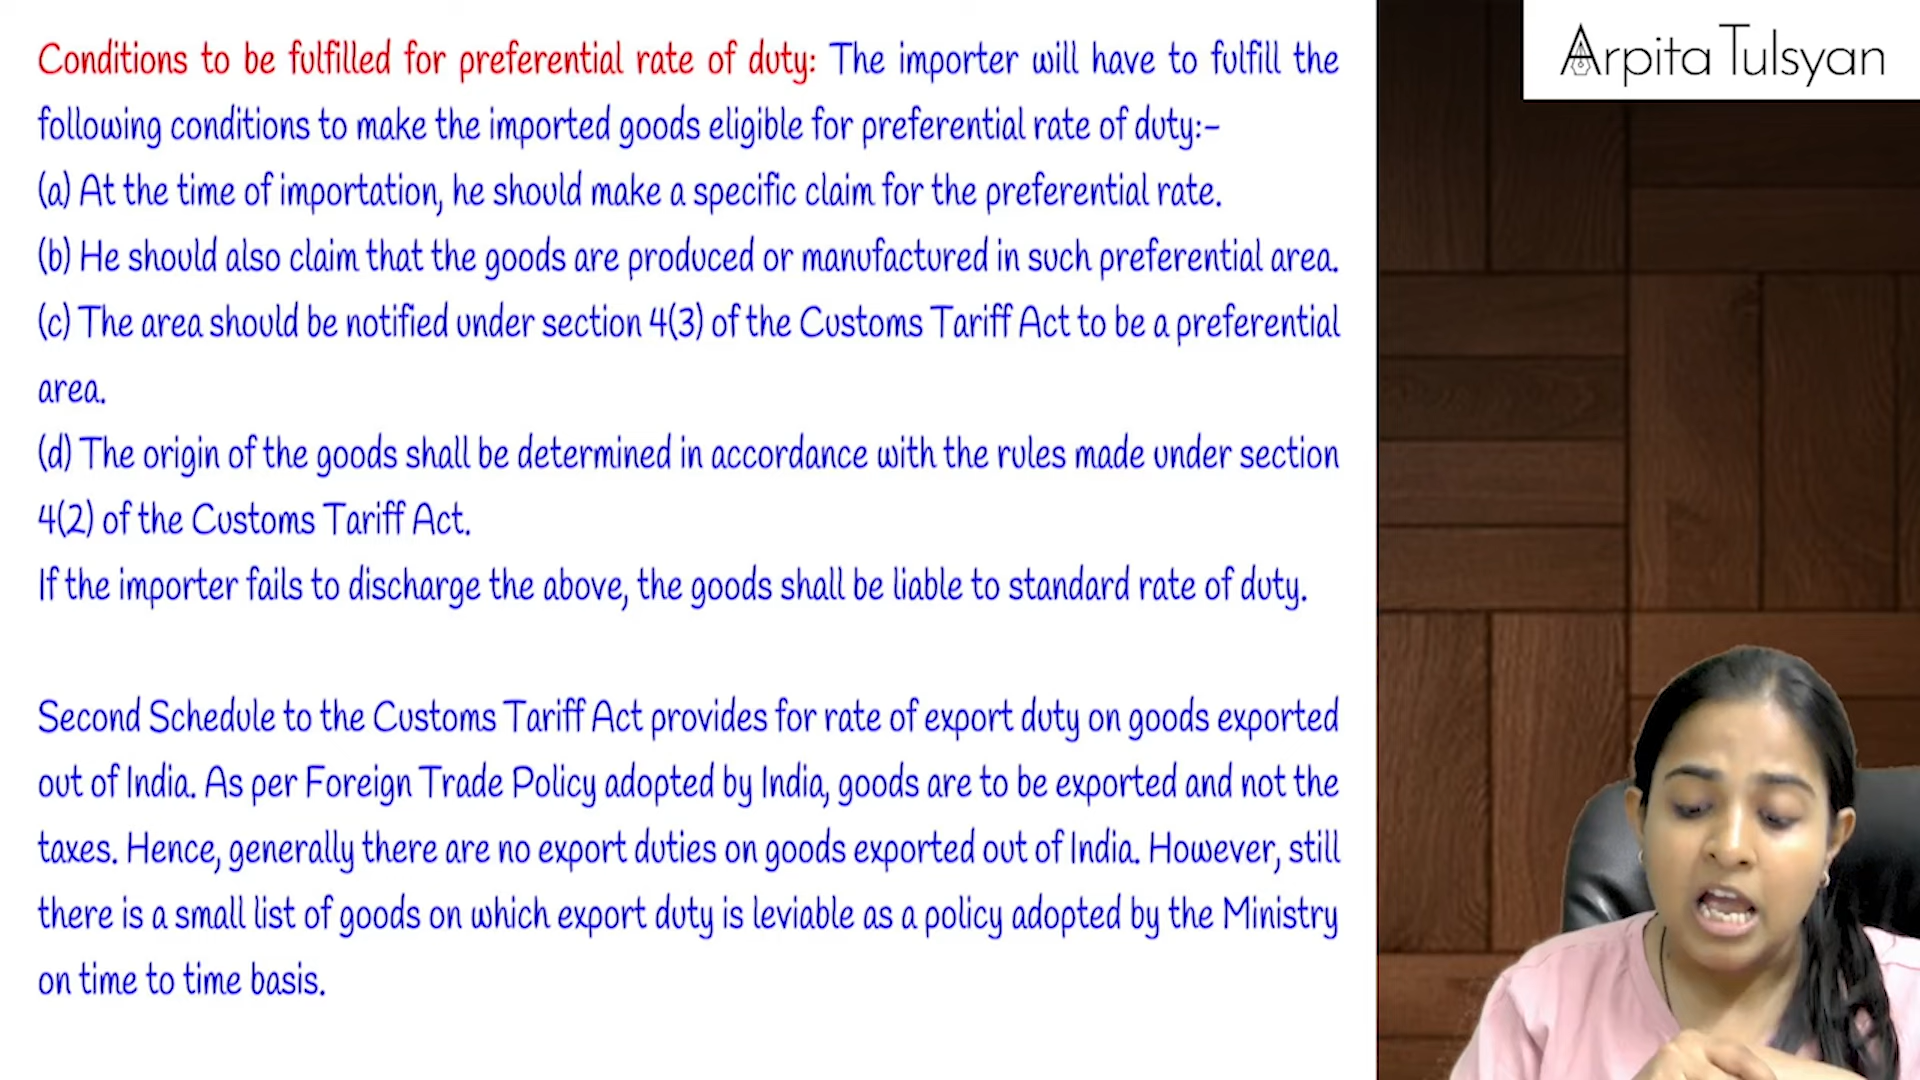 Conditions to be fulfilled for preferential rate of duty: The importer will have to fulfill the
following conditions to make the imported goods eligible for preferential rate of duty:-
(a) At the time of importation, he should make a specific claim for the preferential rate.
(b) He should also claim that the goods are produced or manufactured in such preferential area.
(c) The area should be notified under section 4(3) of the Customs Tariff Act to be a preferential
area.
(d) The origin of the goods shall be determined in accordance with the rules made under section
4(2) of the Customs Tariff Act.
If the importer fails to discharge the above, the goods shall be liable to standard rate of duty.
Second Schedule to the Customs Tariff Act provides for rate of export duty on goods exported
out of India. As per Foreign Trade Policy adopted by India, goods are to be exported and not the
taxes. Hence, generally there are no export duties on goods exported out of India. However, still
there is a small list of goods on which export duty is leviable as a policy adopted by the Ministry
on time to time basis.
Arpita Tulsyan